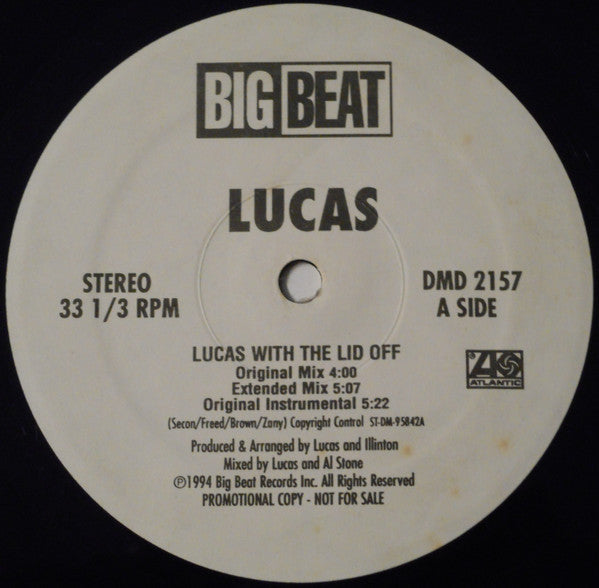 BIG BEAT
LUCAS
STEREO
33 1/3 RPM
DMD 2157
A SIDE
LUCAS WITH THE LID OFF
Original Mix 4:00
Extended Mix 5:07
Original Instrumental 5:22
(Secon/Freed/Brown/Zany) Copyright Control ST-DM-95842A
Produced & Arranged by Lucas and Illinton
Mixed by Lucas and Al Stone
℗1994 Big Beat Records Inc. All Rights Reserved
PROMOTIONAL COPY - NOT FOR SALE
ATLANTIC